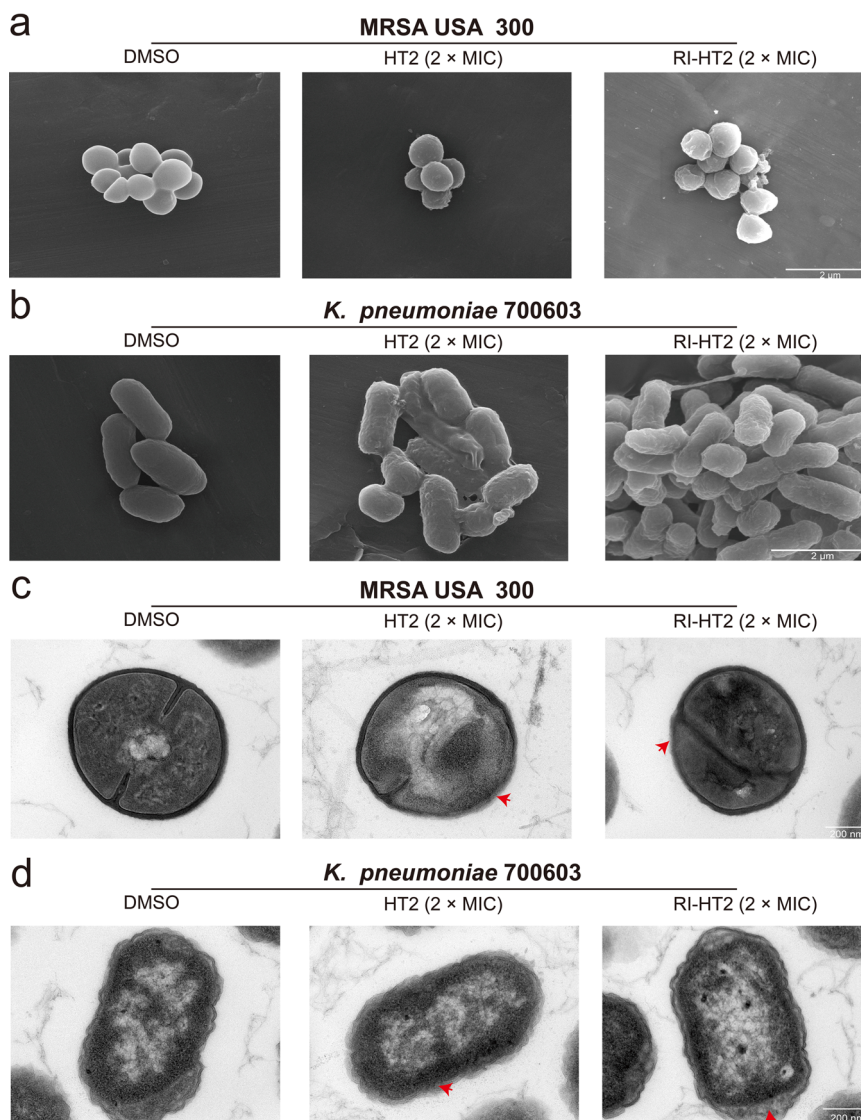 a
MRSA USA 300
DMSO
HT2 (2 × MIC)
RI-HT2 (2 × MIC)
2 μm
b
K. pneumoniae 700603
DMSO
HT2 (2 × MIC)
RI-HT2 (2 × MIC)
2 μm
c
MRSA USA 300
DMSO
HT2 (2 × MIC)
RI-HT2 (2 × MIC)
200 nm
d
K. pneumoniae 700603
DMSO
HT2 (2 × MIC)
RI-HT2 (2 × MIC)
200 nm